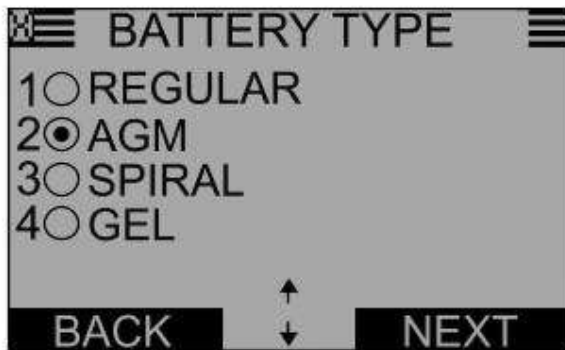 BATTERY TYPE
1 REGULAR
2 AGM
3 SPIRAL
4 GEL
BACK NEXT